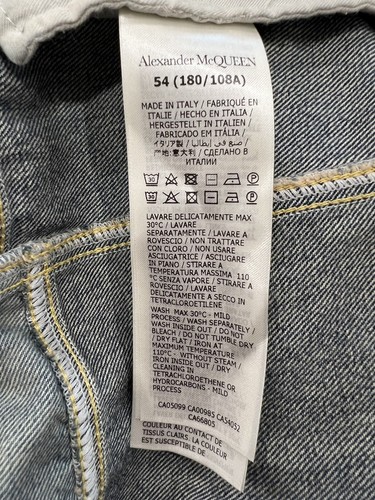 Alexander McQUEEN
54 (180/108A)
MADE IN ITALY / FABRIQUÉ EN
ITALIE / HECHO EN ITALIA /
HERGESTELLT IN ITALIEN /
FABRICADO EM ITÁLIA /
イタリア製 / صنع في إيطاليا /
产地:意大利 / СДЕЛАНО В
ИТАЛИИ
LAVARE DELICATAMENTE MAX
30°C / LAVARE
SEPARATAMENTE / LAVARE A
ROVESCIO / NON TRATTARE
CON CLORO / NON USARE
ASCIUGATRICE / ASCIUGARE
IN PIANO / STIRARE A
TEMPERATURA MASSIMA 110
°C SENZA VAPORE / STIRARE A
ROVESCIO / LAVARE
DELICATAMENTE A SECCO IN
TETRACLOROETILENE
WASH MAX 30°C - MILD
PROCESS / WASH SEPARATELY /
WASH INSIDE OUT / DO NOT
BLEACH / DO NOT TUMBLE DRY
/ DRY FLAT / IRON AT
MAXIMUM TEMPERATURE
110°C - WITHOUT STEAM /
IRON INSIDE OUT / DRY
CLEANING IN
TETRACHLOROETHENE OR
HYDROCARBONS - MILD
PROCESS
CA05099 CA00985 CA54052
CA66805
COULEUR AU CONTACT DE
TISSUS CLAIRS: LA COULEUR
EST SUSCEPTIBLE DE